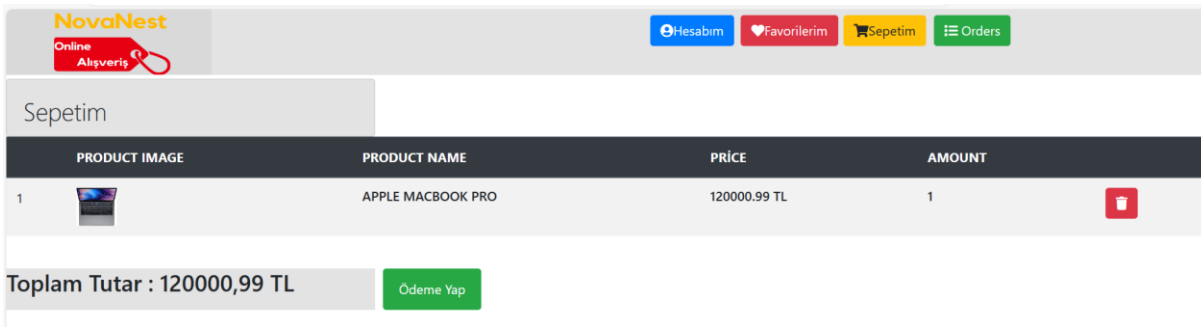 NovaNest
Online
Alışveriş
Hesabım Favorilerim Sepetim Orders
Sepetim
PRODUCT IMAGE PRODUCT NAME PRİCE AMOUNT
1 APPLE MACBOOK PRO 120000.99 TL 1
Toplam Tutar : 120000,99 TL Ödeme Yap